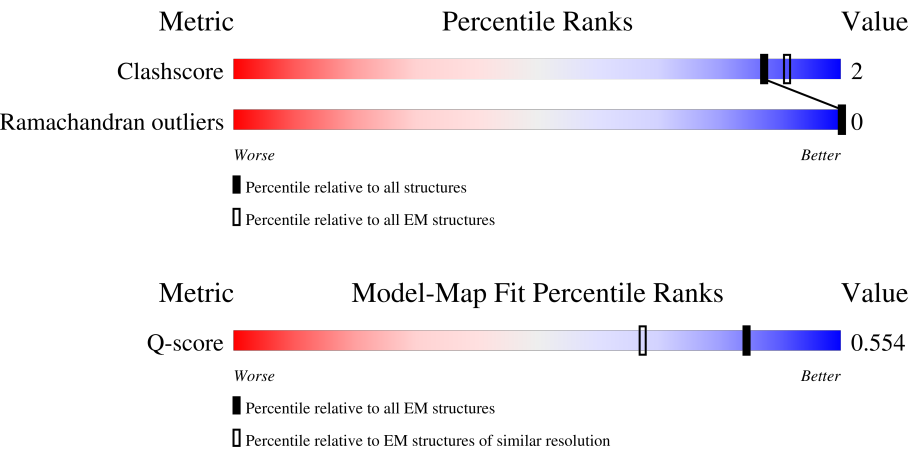 Metric Percentile Ranks Value
Clashscore 2
Ramachandran outliers 0
Worse Better
Percentile relative to all structures
Percentile relative to all EM structures
Metric Model-Map Fit Percentile Ranks Value
Q-score 0.554
Worse Better
Percentile relative to all EM structures
Percentile relative to EM structures of similar resolution